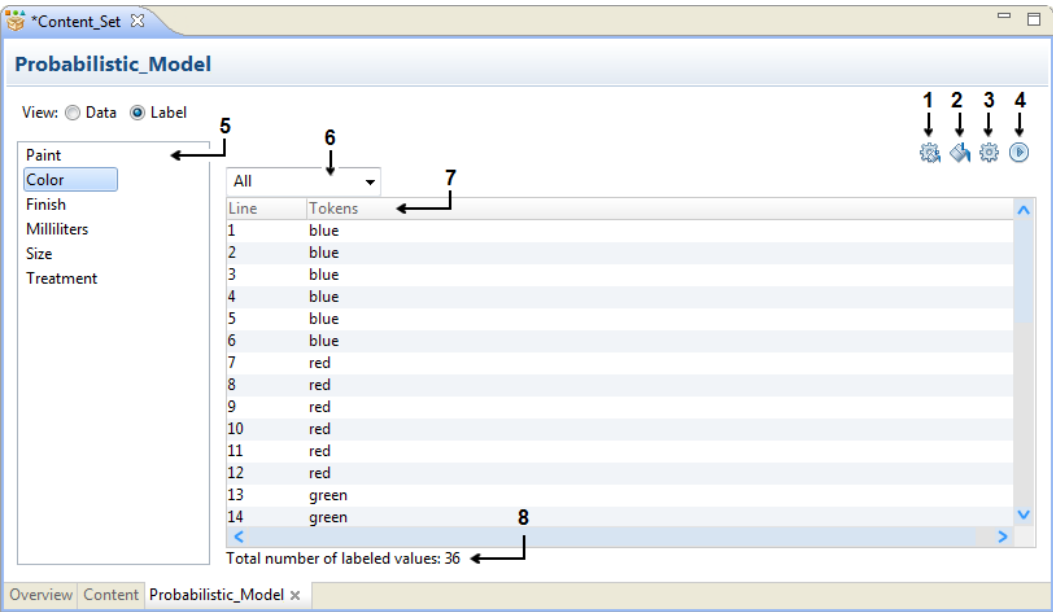 *Content_Set
Probabilistic_Model
View: Data Label
1 2 3 4
5
6
7
Paint
Color
Finish
Milliliters
Size
Treatment
All
Line Tokens
1 blue
2 blue
3 blue
4 blue
5 blue
6 blue
7 red
8 red
9 red
10 red
11 red
12 red
13 green
14 green
8
Total number of labeled values: 36
Overview Content Probabilistic_Model